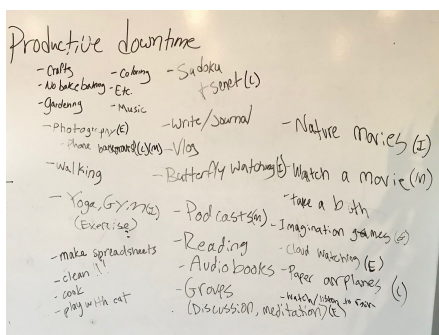 Productive downtime
- Crafts
- No bake baking
- Gardening
- Coloring
- Etc.
- Music
- Photography (E)
- Phone background (L)(M)
- Walking
- Yoga, GYM (I)
(Exercise)
- make spreadsheets
- clean !!
- cook
- play with cat
- Sudoku
+ Senet (L)
- Write/Journal
- Vlog
- Butterfly Watching (I)
- Podcasts (M)
- Reading
- Audiobooks
- Groups
(Discussion, meditation) (E)
- Nature movies (I)
- Watch a movie (M)
- take a bath
- Imagination games (S)
- Cloud Watching (E)
- Paper airplanes (L)
- Watch/listen to rain